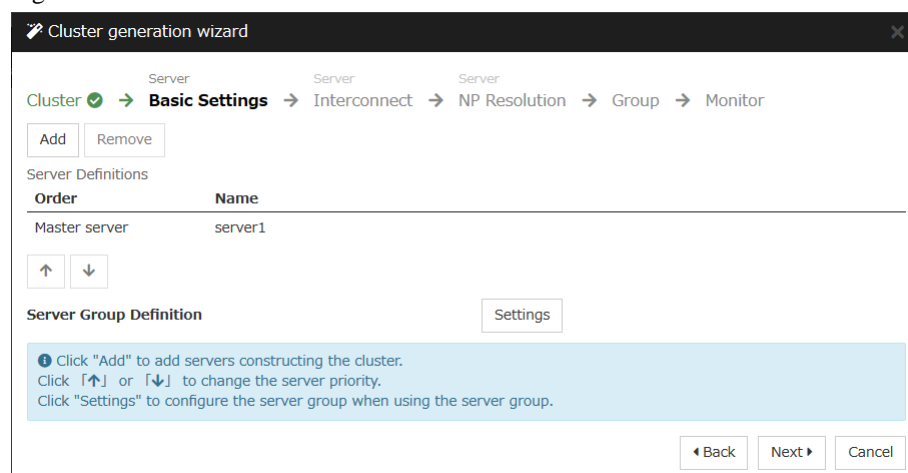 Cluster generation wizard
Server Server Server
Cluster → Basic Settings → Interconnect → NP Resolution → Group → Monitor
Add Remove
Server Definitions
Order Name
Master server server1
↑ ↓
Server Group Definition Settings
Click "Add" to add servers constructing the cluster.
Click 「↑」 or 「↓」 to change the server priority.
Click "Settings" to configure the server group when using the server group.
Back Next Cancel